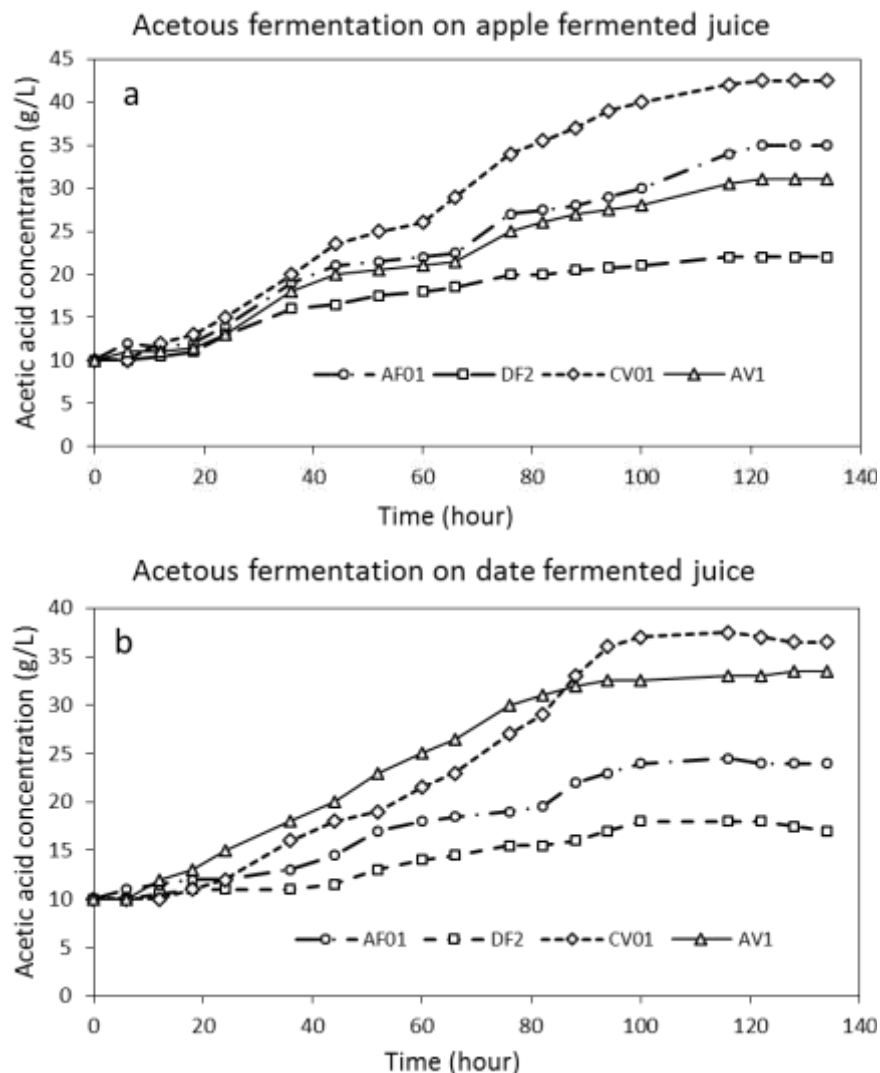 Acetous fermentation on apple fermented juice
a
Acetic acid concentration (g/L)
45
40
35
30
25
20
15
10
5
0
AF01 DF2 CV01 AV1
0 20 40 60 80 100 120 140
Time (hour)
Acetous fermentation on date fermented juice
b
Acetic acid concentration (g/L)
40
35
30
25
20
15
10
5
0
AF01 DF2 CV01 AV1
0 20 40 60 80 100 120 140
Time (hour)